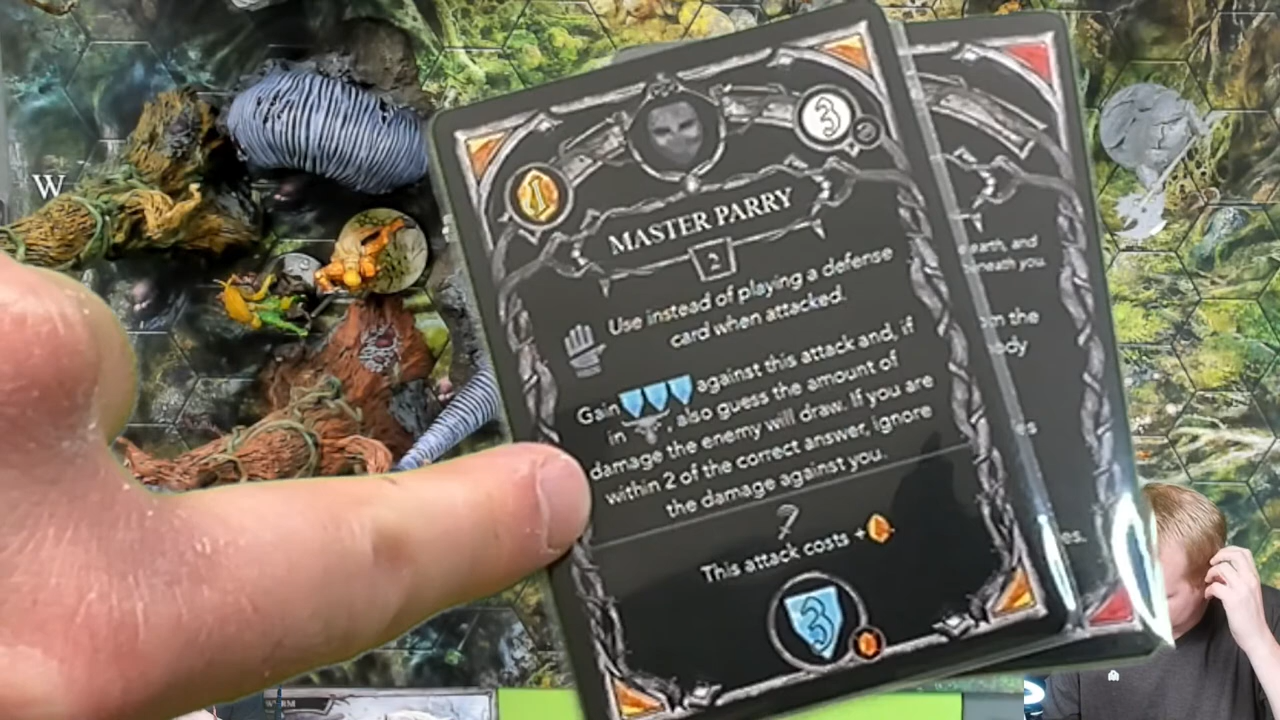 W
1
3
MASTER PARRY
2
Use instead of playing a defense
card when attacked.
Gain against this attack and, if
in , also guess the amount of
damage the enemy will draw. If you are
within 2 of the correct answer, ignore
the damage against you.
This attack costs +
3
earth, and
neath you.
the
es.